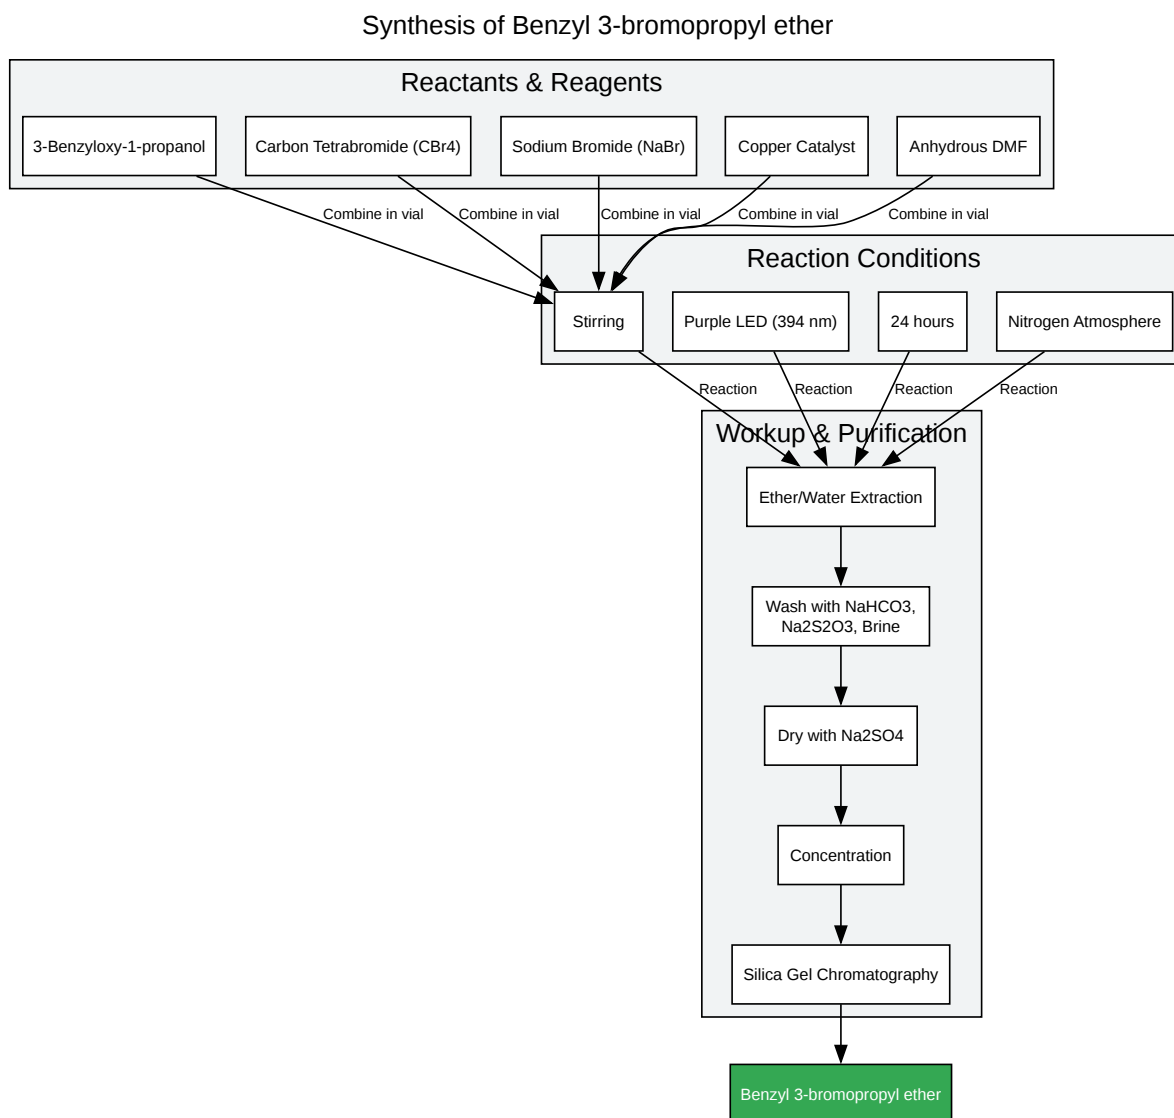 Synthesis of Benzyl 3-bromopropyl ether
Reactants & Reagents
3-Benzyloxy-1-propanol
Carbon Tetrabromide (CBr4)
Sodium Bromide (NaBr)
Copper Catalyst
Anhydrous DMF
Combine in vial
Combine in vial
Combine in vial
Combine in vial
Combine in vial
Reaction Conditions
Stirring
Purple LED (394 nm)
24 hours
Nitrogen Atmosphere
Reaction
Reaction
Reaction
Reaction
Workup & Purification
Ether/Water Extraction
Wash with NaHCO3,
Na2S2O3, Brine
Dry with Na2SO4
Concentration
Silica Gel Chromatography
Benzyl 3-bromopropyl ether